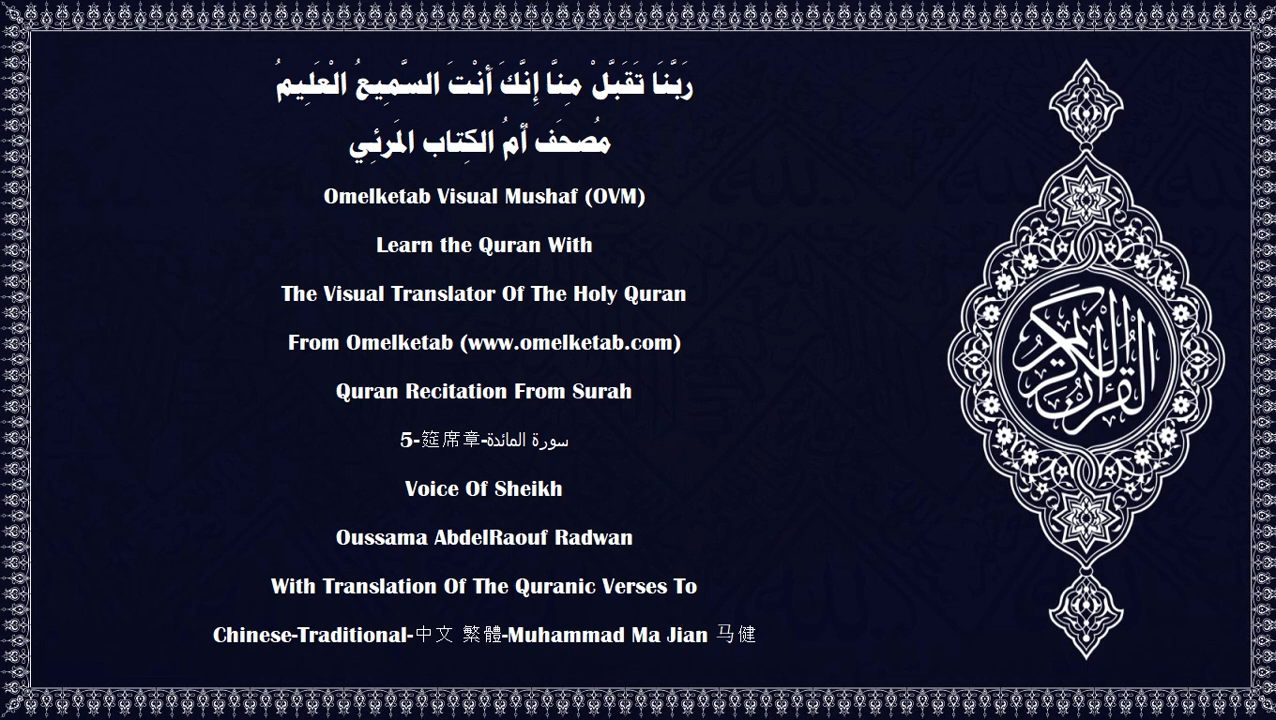 رَبَّنَا تَقَبَّلْ مِنَّا إِنَّكَ أَنْتَ السَّمِيعُ الْعَلِيمُ
مُصحَف أمُ الكِتاب المَرئِي
Omelketab Visual Mushaf (OVM)
Learn the Quran With
The Visual Translator Of The Holy Quran
From Omelketab (www.omelketab.com)
Quran Recitation From Surah
5-筵席章-سورة المائدة
Voice Of Sheikh
Oussama AbdelRaouf Radwan
With Translation Of The Quranic Verses To
Chinese-Traditional-中文 繁體-Muhammad Ma Jian 马健
القرآن الكريم